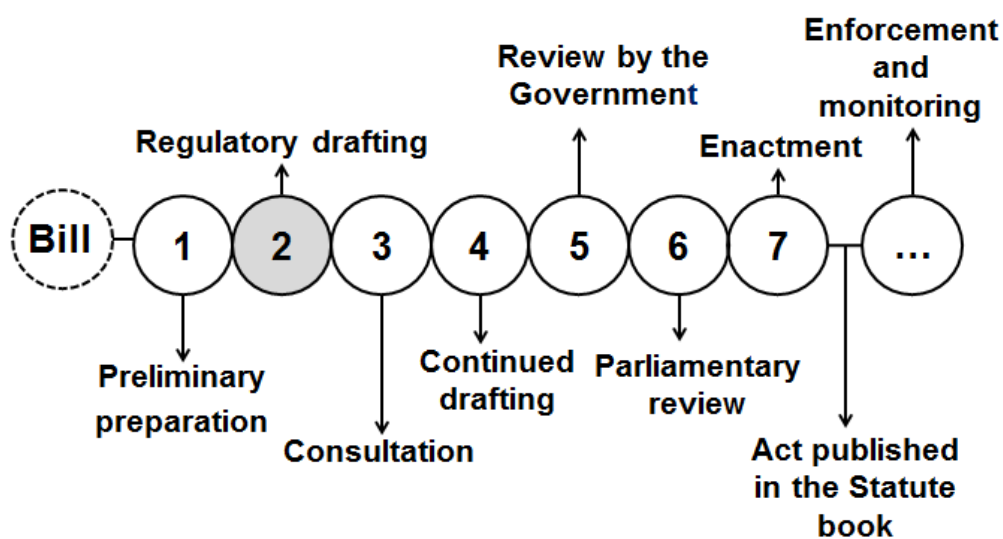 Enforcement
and
monitoring
Review by the
Government
Regulatory drafting
Enactment
Bill
1
2
3
4
5
6
7
...
Preliminary
preparation
Consultation
Continued
drafting
Parliamentary
review
Act published
in the Statute
book